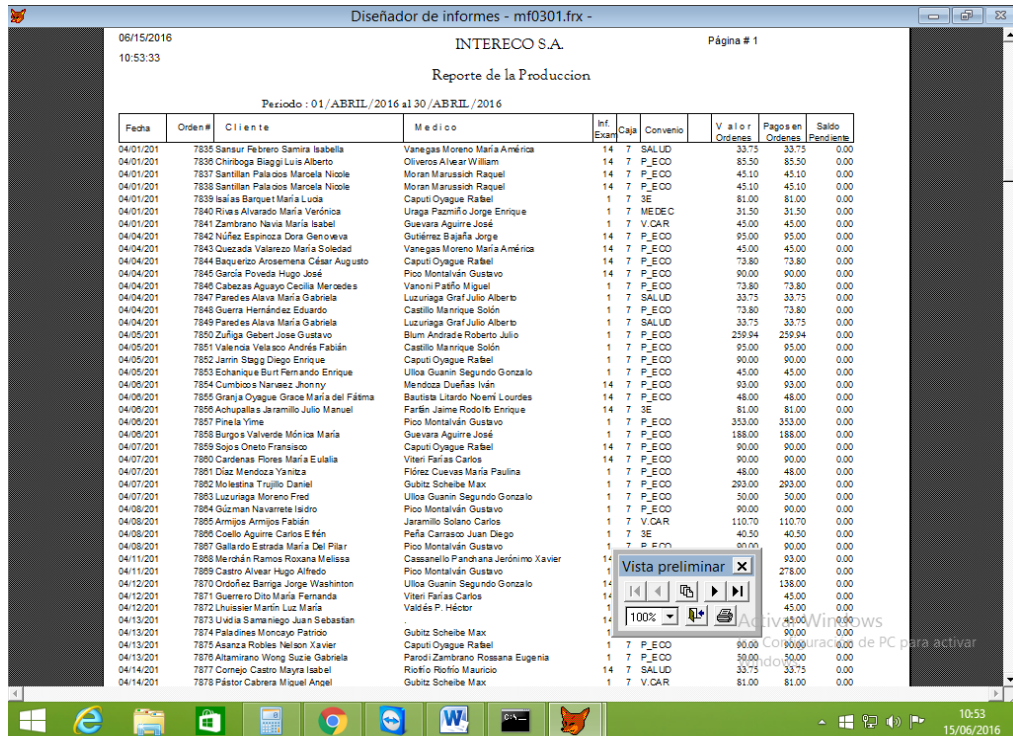 Diseñador de informes - mf0301.frx -
06/15/2016 INTERECO S.A. Página # 1
10:53:33
Reporte de la Produccion
Periodo : 01/ABRIL/2016 al 30/ABRIL/2016
Fecha Orden# Cliente Medico Inf. Exam Caja Convenio Valor Ordenes Pagos en Ordenes Saldo Pendiente
04/01/201 7835 Sansur Febrero Samira Isabella Vanegas Moreno María América 14 7 SALUD 33.75 33.75 0.00
04/01/201 7836 Chiriboga Biaggi Luis Alberto Oliveros Alvear William 14 7 P_ECO 85.50 85.50 0.00
04/01/201 7837 Santillan Palacios Marcela Nicole Moran Marussich Raquel 14 7 P_ECO 45.10 45.10 0.00
04/01/201 7838 Santillan Palacios Marcela Nicole Moran Marussich Raquel 14 7 P_ECO 45.10 45.10 0.00
04/01/201 7839 Isaías Barquet María Lucia Caputi Oyague Rafael 1 7 3E 81.00 81.00 0.00
04/01/201 7840 Rivas Alvarado María Verónica Uraga Pazmiño Jorge Enrique 1 7 MEDEC 31.50 31.50 0.00
04/01/201 7841 Zambrano Navia María Isabel Guevara Aguirre José 1 7 V.CAR 45.00 45.00 0.00
04/04/201 7842 Núñez Espinoza Dora Genoveva Gutiérrez Bajaña Jorge 14 7 P_ECO 95.00 95.00 0.00
04/04/201 7843 Quezada Valarezo María Soledad Vanegas Moreno María América 14 7 P_ECO 45.00 45.00 0.00
04/04/201 7844 Baquerizo Arosemena César Augusto Caputi Oyague Rafael 14 7 P_ECO 73.80 73.80 0.00
04/04/201 7845 García Poveda Hugo José Pico Montalván Gustavo 14 7 P_ECO 90.00 90.00 0.00
04/04/201 7846 Cabezas Aguayo Cecilia Mercedes Vanoni Patiño Miguel 1 7 P_ECO 73.80 73.80 0.00
04/04/201 7847 Paredes Alava María Gabriela Luzuriaga Graf Julio Alberto 1 7 SALUD 33.75 33.75 0.00
04/04/201 7848 Guerra Hernández Eduardo Castillo Manrique Solón 1 7 P_ECO 73.80 73.80 0.00
04/04/201 7849 Paredes Alava María Gabriela Luzuriaga Graf Julio Alberto 1 7 SALUD 33.75 33.75 0.00
04/05/201 7850 Zuñiga Gebert Jose Gustavo Blum Andrade Roberto Julio 1 7 P_ECO 259.94 259.94 0.00
04/05/201 7851 Valencia Velasco Andrés Fabián Castillo Manrique Solón 1 7 P_ECO 95.00 95.00 0.00
04/05/201 7852 Jarrin Stagg Diego Enrique Caputi Oyague Rafael 1 7 P_ECO 90.00 90.00 0.00
04/05/201 7853 Echanique Burt Fernando Enrique Ulloa Guanin Segundo Gonzalo 1 7 P_ECO 45.00 45.00 0.00
04/06/201 7854 Cumbicos Narvaez Jhonny Mendoza Dueñas Iván 14 7 P_ECO 93.00 93.00 0.00
04/06/201 7855 Granja Oyague Grace María del Fátima Bautista Litardo Noemí Lourdes 14 7 P_ECO 48.00 48.00 0.00
04/06/201 7856 Achupallas Jaramillo Julio Manuel Farfán Jaime Rodolfo Enrique 14 7 3E 81.00 81.00 0.00
04/06/201 7857 Pinela Yime Pico Montalván Gustavo 1 7 P_ECO 353.00 353.00 0.00
04/06/201 7858 Burgos Valverde Mónica María Guevara Aguirre José 1 7 P_ECO 188.00 188.00 0.00
04/07/201 7859 Sojos Oneto Fransisco Caputi Oyague Rafael 14 7 P_ECO 90.00 90.00 0.00
04/07/201 7860 Cardenas Flores María Eulalia Viteri Farías Carlos 14 7 P_ECO 90.00 90.00 0.00
04/07/201 7861 Díaz Mendoza Yanitza Flórez Cuevas María Paulina 1 7 P_ECO 48.00 48.00 0.00
04/07/201 7862 Molestina Trujillo Daniel Gubitz Scheibe Max 1 7 P_ECO 293.00 293.00 0.00
04/07/201 7863 Luzuriaga Moreno Fred Ulloa Guanin Segundo Gonzalo 1 7 P_ECO 50.00 50.00 0.00
04/08/201 7864 Gúzman Navarrete Isidro Pico Montalván Gustavo 1 7 P_ECO 90.00 90.00 0.00
04/08/201 7865 Armijos Armijos Fabián Jaramillo Solano Carlos 1 7 V.CAR 110.70 110.70 0.00
04/08/201 7866 Coello Aguirre Carlos Efrén Peña Carrasco Juan Diego 1 7 3E 40.50 40.50 0.00
04/08/201 7867 Gallardo Estrada María Del Pilar Pico Montalván Gustavo 1 7 P_ECO 90.00 90.00 0.00
04/11/201 7868 Merchán Ramos Roxana Melissa Cassanello Panchana Jerónimo Xavier 14 93.00 0.00
04/11/201 7869 Castro Alvear Hugo Alfredo Pico Montalván Gustavo 1 278.00 0.00
04/12/201 7870 Ordoñez Barriga Jorge Washinton Ulloa Guanin Segundo Gonzalo 14 138.00 0.00
04/12/201 7871 Guerrero Dito María Fernanda Viteri Farías Carlos 14 45.00 0.00
04/12/201 7872 Lhuissier Martín Luz María Valdés P. Héctor 1 45.00 0.00
04/13/201 7873 Uvidia Samaniego Juan Sebastian . 14 45.00 0.00
04/13/201 7874 Paladines Moncayo Patricio Gubitz Scheibe Max 1 90.00 0.00
04/13/201 7875 Asanza Robles Nelson Xavier Caputi Oyague Rafael 1 7 P_ECO 90.00 90.00 0.00
04/13/201 7876 Altamirano Wong Suzie Gabriela Parodi Zambrano Rossana Eugenia 1 7 P_ECO 50.00 50.00 0.00
04/14/201 7877 Cornejo Castro Mayra Isabel Riofrío Riofrío Mauricio 14 7 SALUD 33.75 33.75 0.00
04/14/201 7878 Pástor Cabrera Miguel Angel Gubitz Scheibe Max 1 7 V.CAR 81.00 81.00 0.00
Vista preliminar
100%
Activar Windows
Configuración de PC para activar
Windows
10:53
15/06/2016